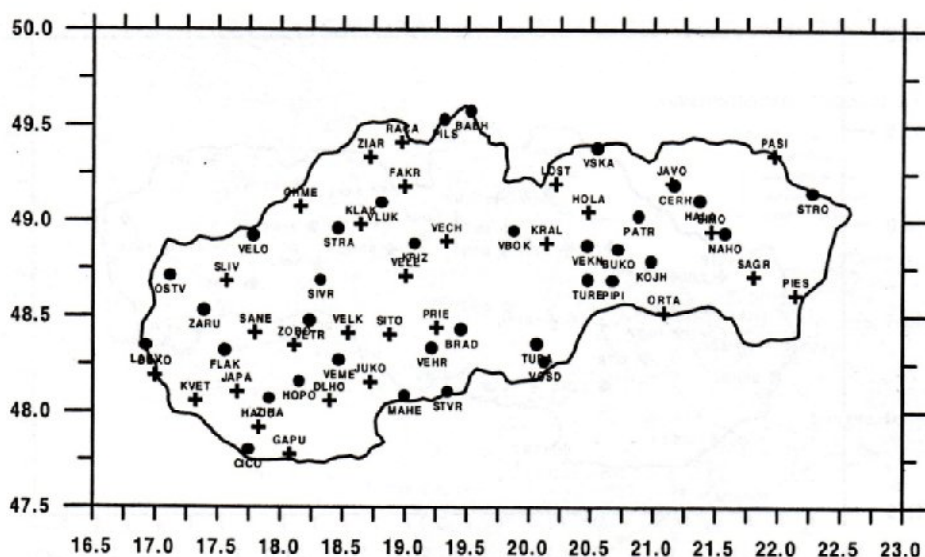 50.0
BABH
PILS
49.5
RACA
ZIAR
PASI
VSKA
FAKR
LOST
JAVO
STRO
CERH
HOLA
KLAK
VLUK
49.0
PATR
VECH
KRAL
VELO
STRA
VBOK
KRIZ
VELE
NAHO
VEKN
BUKO
KOJH
SAGR
SLIV
OSTV
SIVR
TURE
PIPI
PIES
ORTA
48.5
ZARU
SANE
VELK
SITO
PRIE
BRAD
FLAK
VEHR
TUBA
VEME
JUKO
KVET
JAPA
HOPO
DLHO
48.0
MAHE
STVR
GAPU
CICO
47.5
16.5 17.0 17.5 18.0 18.5 19.0 19.5 20.0 20.5 21.0 21.5 22.0 22.5 23.0